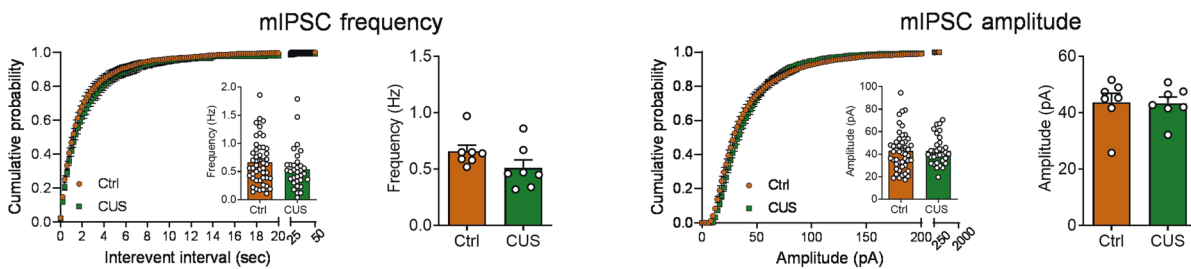 mIPSC frequency
Cumulative probability
1.0
0.8
0.6
0.4
0.2
0.0
0 2 4 6 8 10 12 14 16 18 20 25 50
Interevent interval (sec)
Ctrl
CUS
Frequency (Hz)
2.0
1.5
1.0
0.5
0.0
Ctrl CUS
Frequency (Hz)
1.5
1.0
0.5
0.0
Ctrl CUS
mIPSC amplitude
Cumulative probability
1.0
0.8
0.6
0.4
0.2
0.0
0 50 100 150 200 250 2000
Amplitude (pA)
Ctrl
CUS
Amplitude (pA)
100
80
60
40
20
0
Ctrl CUS
Amplitude (pA)
60
40
20
0
Ctrl CUS